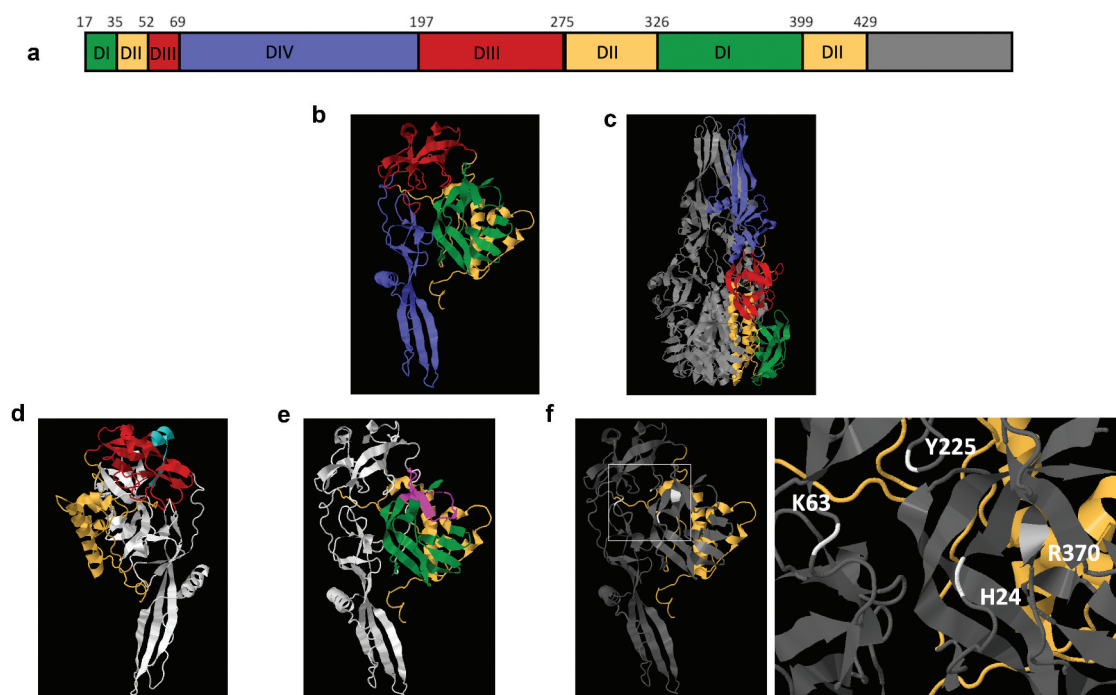 17 35 52 69 197 275 326 399 429
a DI DII DIII DIV DIII DII DI DII
b c
d e f
Y225
K63
R370
H24